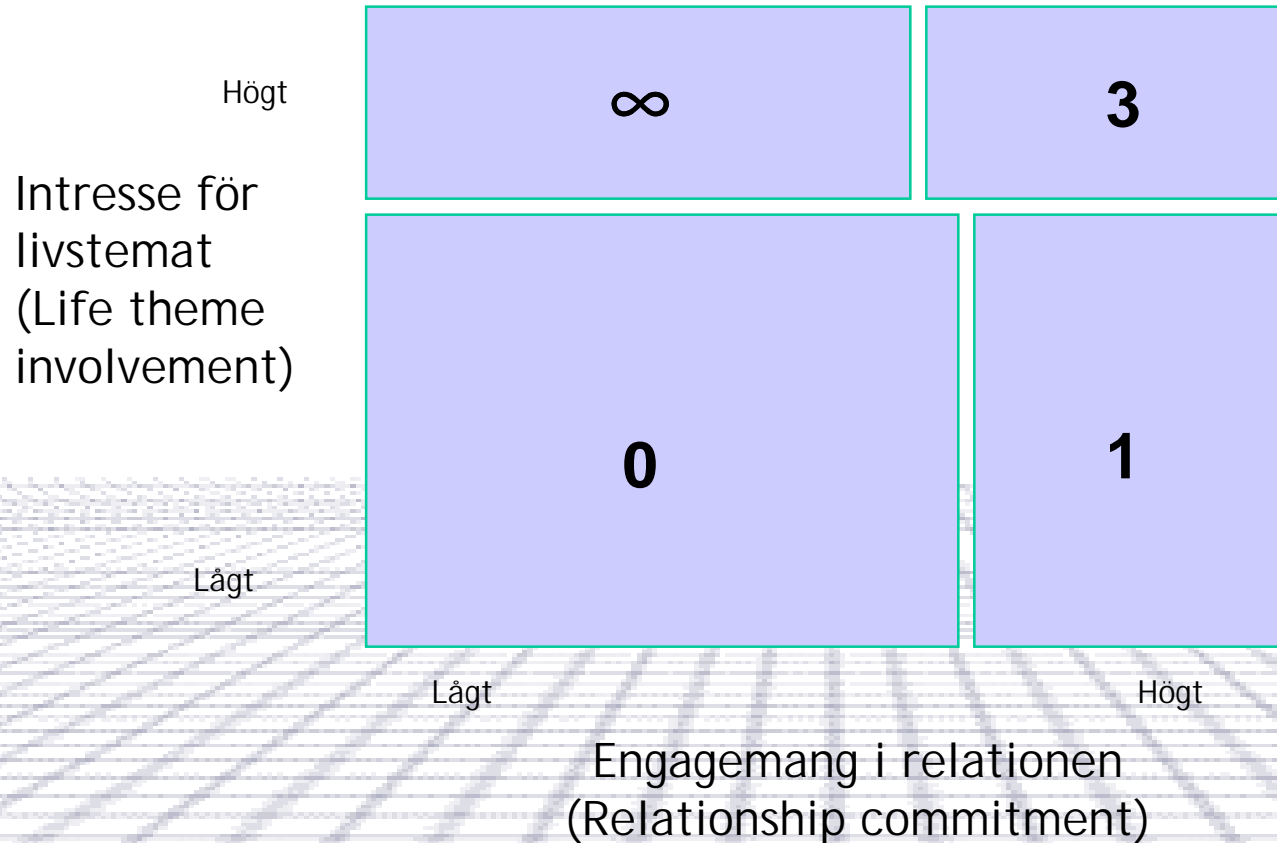 Högt
∞
3
Intresse för
livstemat
(Life theme
involvement)
0
1
Lågt
Lågt
Högt
Engagemang i relationen
(Relationship commitment)